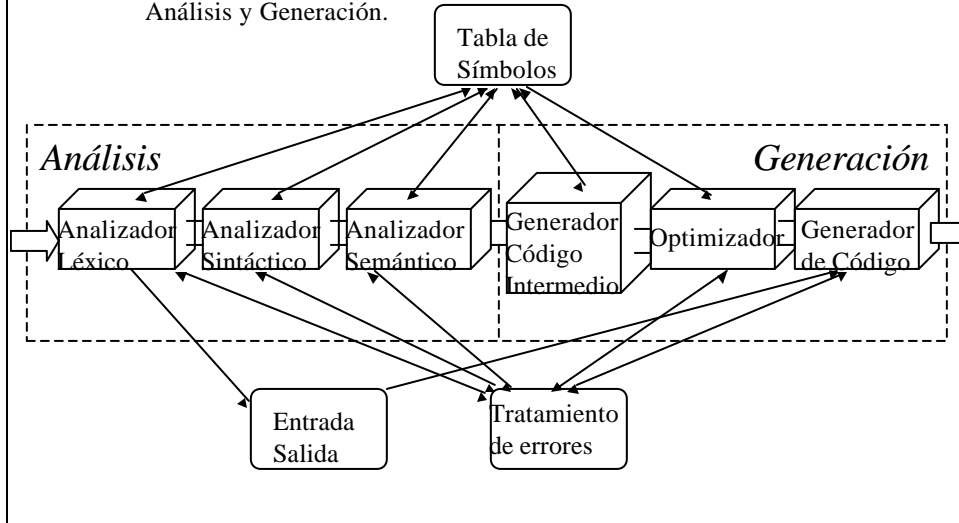 Análisis y Generación.
Tabla de
Símbolos
Análisis
Generación
Analizador
Léxico
Analizador
Sintáctico
Analizador
Semántico
Generador
Código
Intermedio
Optimizador
Generador
de Código
Entrada
Salida
Tratamiento
de errores